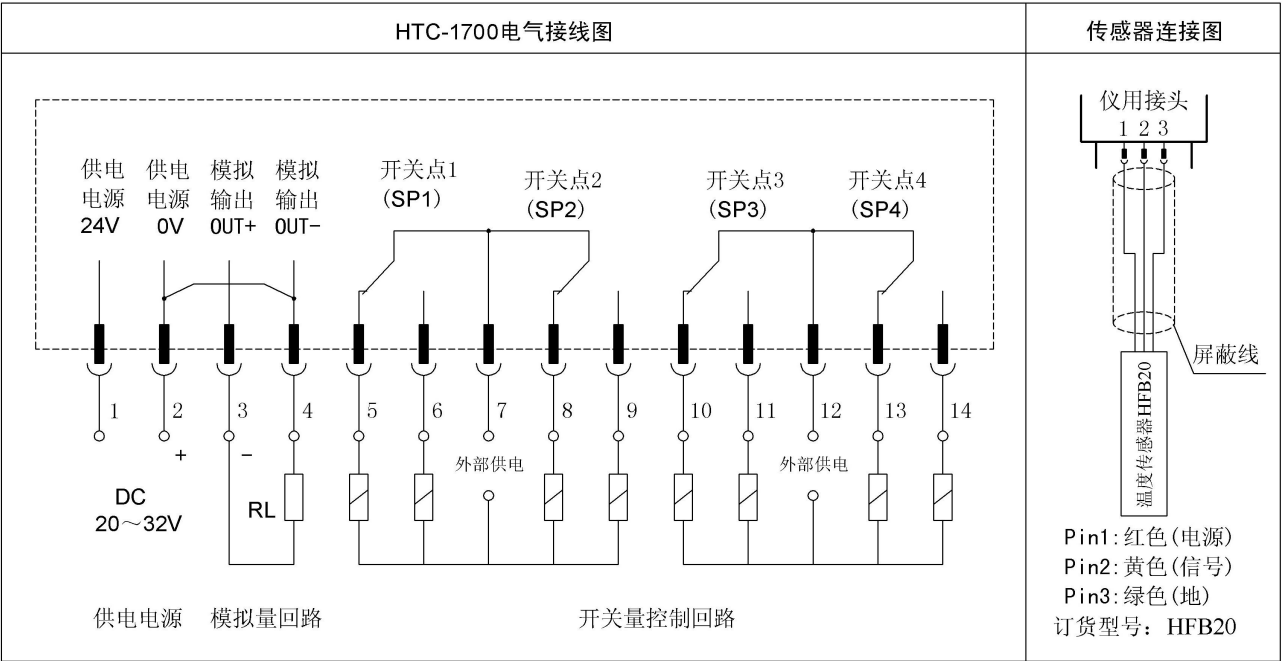 HTC-1700电气接线图
传感器连接图
供电 供电 模拟 模拟
电源 电源 输出 输出
24V 0V OUT+ OUT-
开关点1
(SP1)
开关点2
(SP2)
开关点3
(SP3)
开关点4
(SP4)
1 2 3 4 5 6 7 8 9 10 11 12 13 14
+ -
外部供电 外部供电
DC
20～32V
RL
供电电源 模拟量回路 开关量控制回路
仪用接头
1 2 3
屏蔽线
温度传感器HFB20
Pin1:红色(电源)
Pin2:黄色(信号)
Pin3:绿色(地)
订货型号：HFB20